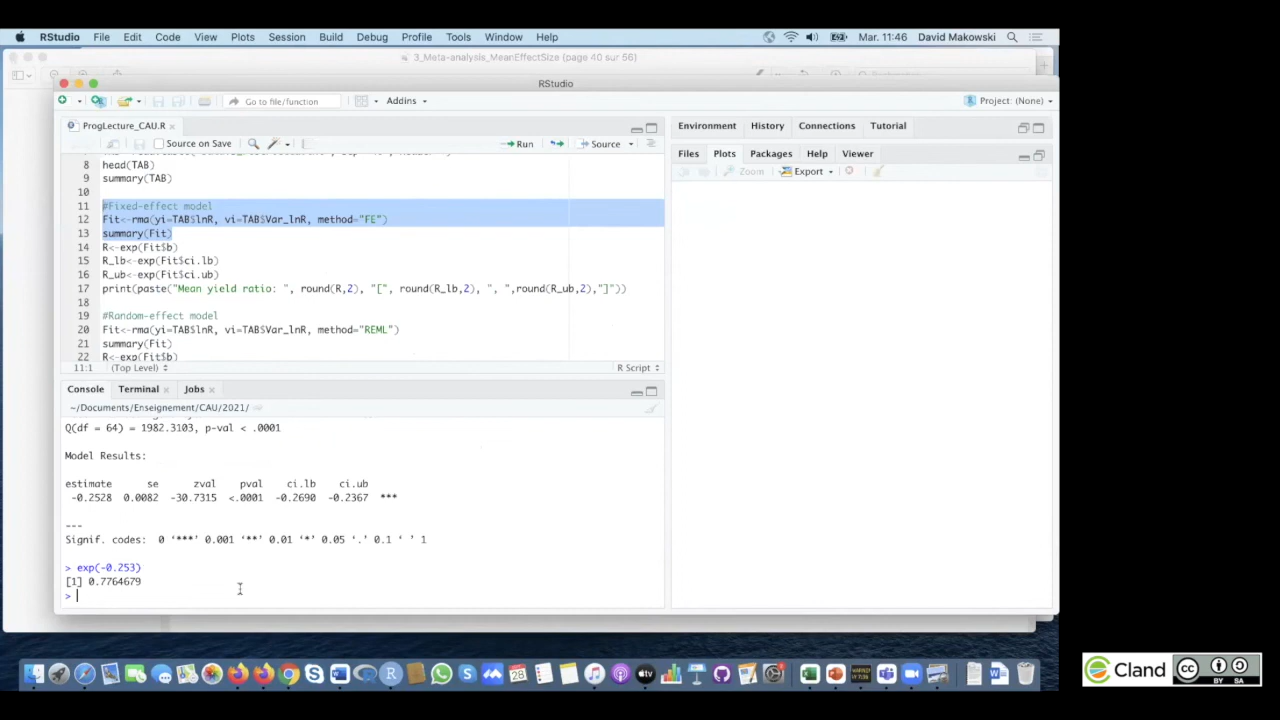 RStudio File Edit Code View Plots Session Build Debug Profile Tools Window Help Mar. 11:46 David Makowski
3_Meta-analysis_MeanEffectSize (page 40 sur 56)
RStudio
Go to file/function Addins Project: (None)
ProgLecture_CAU.R
Source on Save Run Source
8 head(TAB)
9 summary(TAB)
10
11 #Fixed-effect model
12 Fit<-rma(yi=TAB$lnR, vi=TAB$Var_lnR, method="FE")
13 summary(Fit)
14 R<-exp(Fit$b)
15 R_lb<-exp(Fit$ci.lb)
16 R_ub<-exp(Fit$ci.ub)
17 print(paste("Mean yield ratio: ", round(R,2), "[", round(R_lb,2), ", ",round(R_ub,2),"]"))
18
19 #Random-effect model
20 Fit<-rma(yi=TAB$lnR, vi=TAB$Var_lnR, method="REML")
21 summary(Fit)
22 R<-exp(Fit$b)
11:1 (Top Level) R Script
Console Terminal Jobs
~/Documents/Enseignement/CAU/2021/
Q(df = 64) = 1982.3103, p-val < .0001
Model Results:
estimate se zval pval ci.lb ci.ub
-0.2528 0.0082 -30.7315 <.0001 -0.2690 -0.2367 ***
---
Signif. codes: 0 ‘***’ 0.001 ‘**’ 0.01 ‘*’ 0.05 ‘.’ 0.1 ‘ ’ 1
> exp(-0.253)
[1] 0.7764679
>
Environment History Connections Tutorial
Files Plots Packages Help Viewer
Zoom Export
Cland CC BY SA